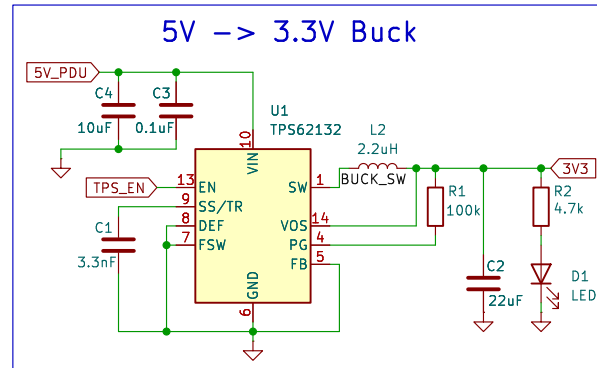 5V -> 3.3V Buck
5V_PDU
C4
10uF
C3
0.1uF
U1
TPS62132
10
VIN
L2
2.2uH
BUCK_SW
3V3
TPS_EN
13
EN
9
SS/TR
8
DEF
7
FSW
SW
1
VOS
14
PG
4
FB
5
GND
6
C1
3.3nF
R1
100k
C2
22uF
R2
4.7k
D1
LED